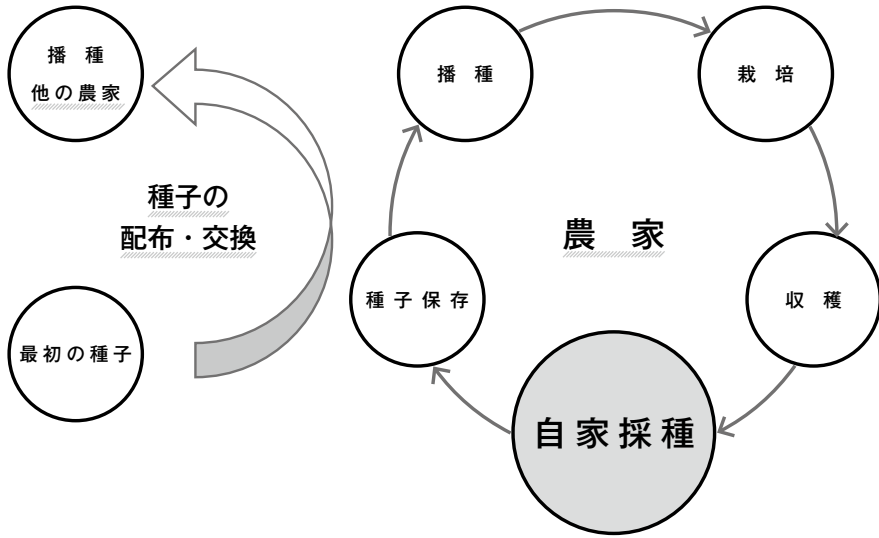 播種
他の農家
種子の
配布・交換
最初の種子
播種
栽培
農家
種子保存
収穫
自家採種